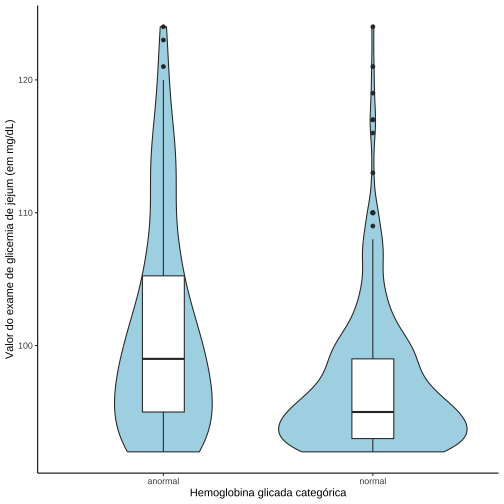 Valor do exame de glicemia de jejum (em mg/dL)
120
110
100
anormal
normal
Hemoglobina glicada categórica